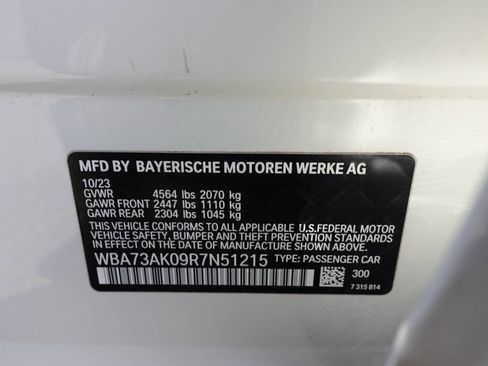 MFD BY BAYERISCHE MOTOREN WERKE AG
10/23
GVWR 4564 lbs 2070 kg
GAWR FRONT 2447 lbs 1110 kg
GAWR REAR 2304 lbs 1045 kg
THIS VEHICLE CONFORMS TO ALL APPLICABLE U.S.FEDERAL MOTOR
VEHICLE SAFETY, BUMPER, AND THEFT PREVENTION
STANDARDS IN EFFECT ON THE DATE OF MANUFACTURE SHOWN ABOVE.
WBA73AK09R7N51215 TYPE: PASSENGER CAR
300
7 315 814